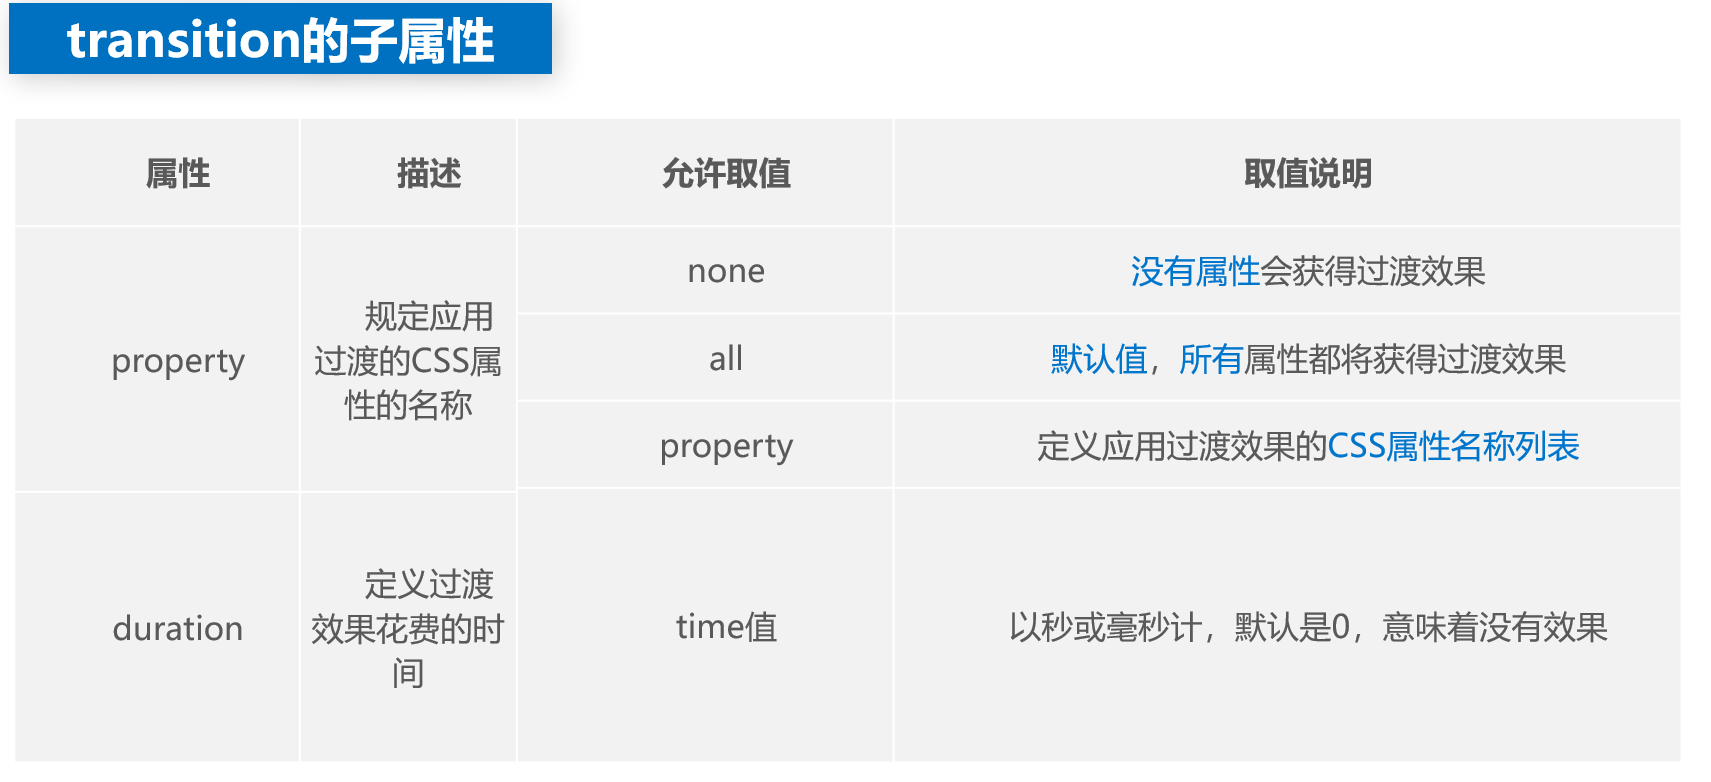 transition的子属性
属性
描述
允许取值
取值说明
property
规定应用
过渡的CSS属
性的名称
none
没有属性会获得过渡效果
all
默认值，所有属性都将获得过渡效果
property
定义应用过渡效果的CSS属性名称列表
duration
定义过渡
效果花费的时
间
time值
以秒或毫秒计，默认是0，意味着没有效果